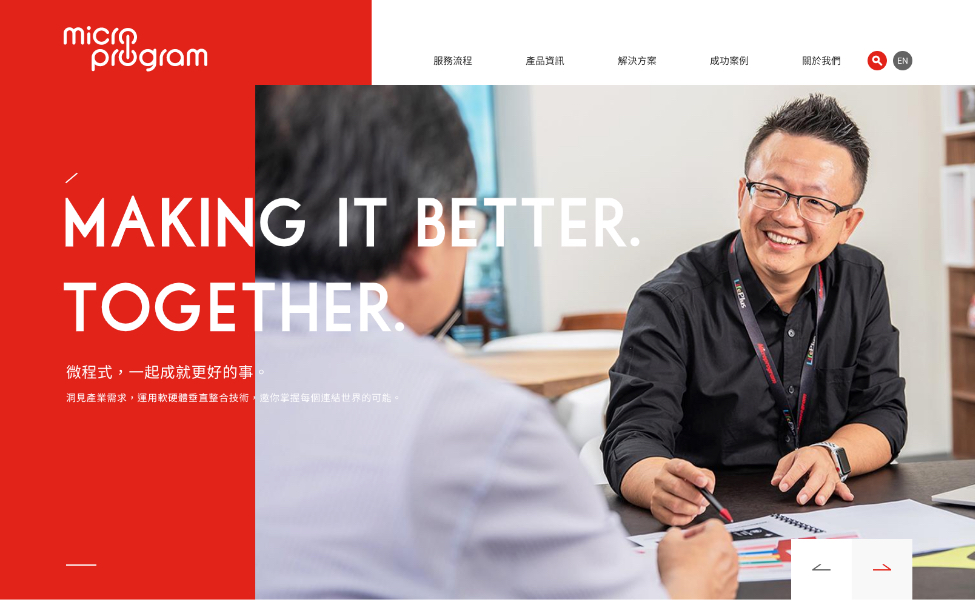 micro
program
服務流程
產品資訊
解決方案
成功案例
關於我們
EN
MAKING IT BETTER.
TOGETHER.
微程式，一起成就更好的事。
洞見產業需求，運用軟硬體垂直整合技術，邀你掌握每個連結世界的可能。
LifePlus